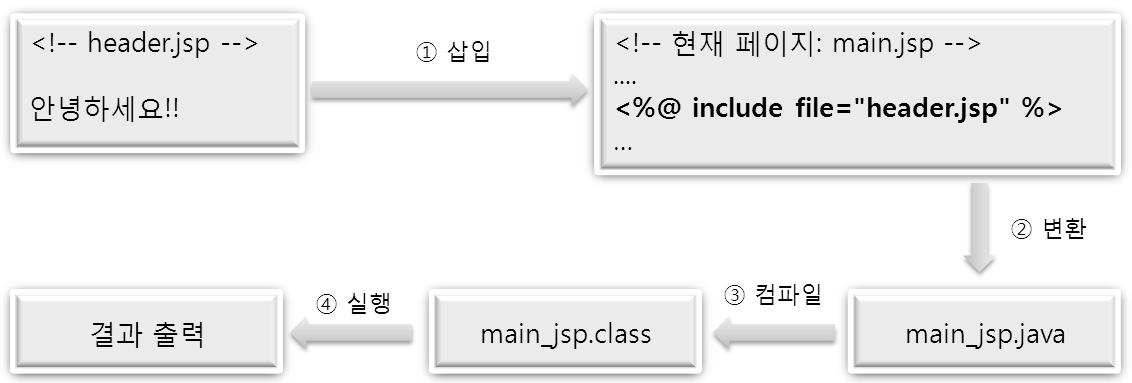 <!-- header.jsp -->
안녕하세요!!
① 삽입
<!-- 현재 페이지: main.jsp -->
....
<%@ include file="header.jsp" %>
...
② 변환
main_jsp.java
③ 컴파일
main_jsp.class
④ 실행
결과 출력